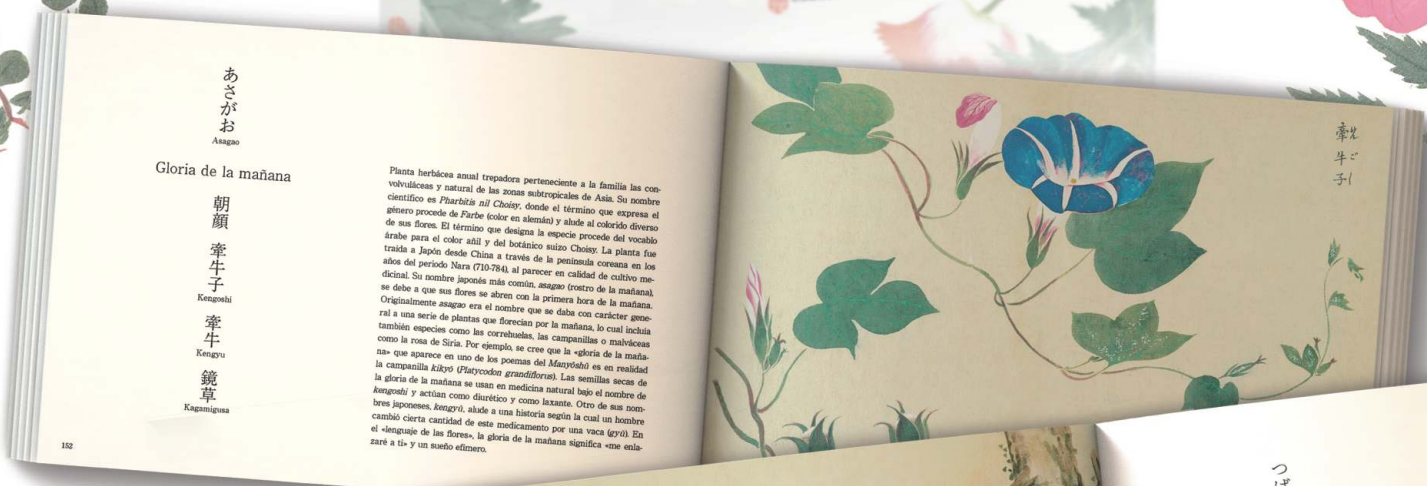 あさがお
Asagao
Gloria de la mañana
朝顔
牽牛子
Kengoshi
牽牛
Kengyu
鏡草
Kagamigusa
152
Planta herbácea anual trepadora perteneciente a la familia las con-
volvuláceas y natural de las zonas subtropicales de Asia. Su nombre
científico es Pharbitis nil Choisy, donde el término que expresa el
género procede de Farbe (color en alemán) y alude al colorido diverso
de sus flores. El término que designa la especie procede del vocablo
árabe para el color añil y del botánico suizo Choisy. La planta fue
traída a Japón desde China a través de la península coreana en los
años del periodo Nara (710-784), al parecer en calidad de cultivo me-
dicinal. Su nombre japonés más común, asagao (rostro de la mañana),
se debe a que sus flores se abren con la primera hora de la mañana.
Originalmente asagao era el nombre que se daba con carácter gene-
ral a una serie de plantas que florecían por la mañana, lo cual incluía
también especies como las correhuelas, las campanillas o malváceas
como la rosa de Siria. Por ejemplo, se cree que la «gloria de la maña-
na» que aparece en uno de los poemas del Manyōshū es en realidad
la campanilla kikyō (Platycodon grandiflorus). Las semillas secas de
la gloria de la mañana se usan en medicina natural bajo el nombre de
kengoshi y actúan como diurético y como laxante. Otro de sus nom-
bres japoneses, kengyū, alude a una historia según la cual un hombre
cambió cierta cantidad de este medicamento por una vaca (gyū). En
el «lenguaje de las flores», la gloria de la mañana significa «me enla-
zaré a ti» y un sueño efímero.
けんごし
牽牛子
つば